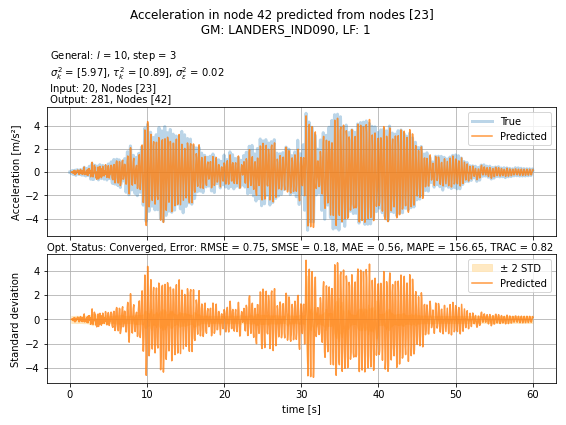 Acceleration in node 42 predicted from nodes [23]
GM: LANDERS_IND090, LF: 1
General: l = 10, step = 3
σ²ₖ = [5.97], τ²ₖ = [0.89], σ²ₑ = 0.02
Input: 20, Nodes [23]
Output: 281, Nodes [42]
True
Predicted
Acceleration [m/s²]
4
2
0
−2
−4
Opt. Status: Converged, Error: RMSE = 0.75, SMSE = 0.18, MAE = 0.56, MAPE = 156.65, TRAC = 0.82
± 2 STD
Predicted
Standard deviation
4
2
0
−2
−4
0 10 20 30 40 50 60
time [s]